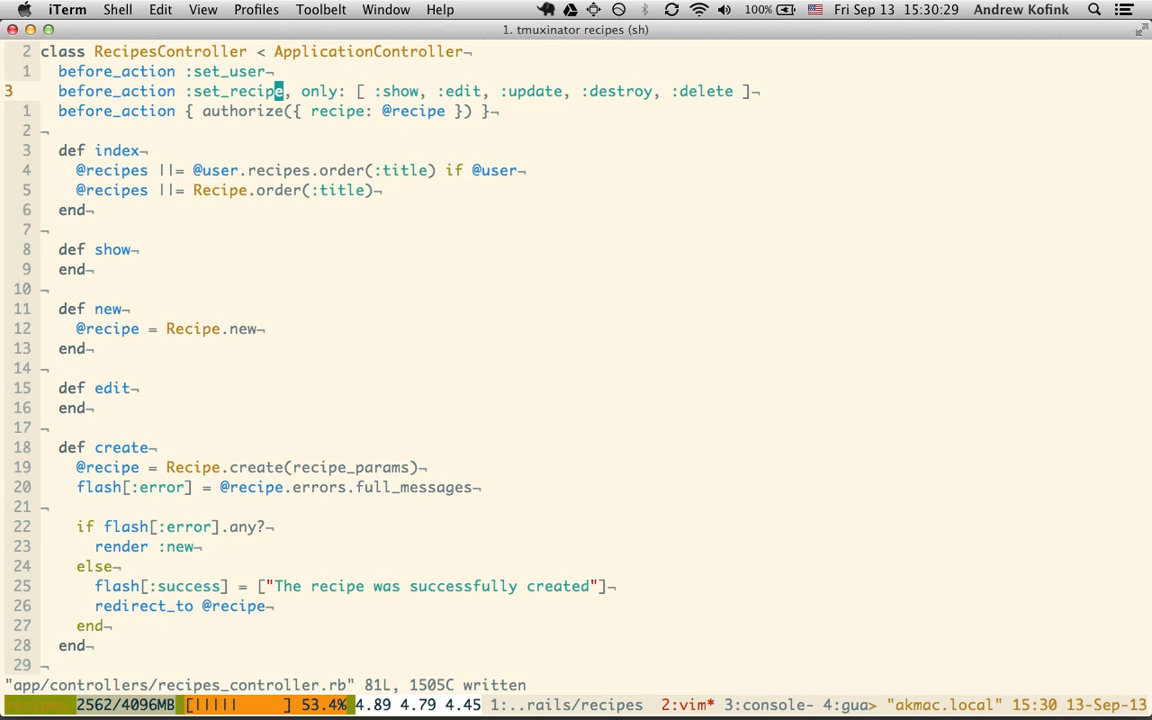 iTerm Shell Edit View Profiles Toolbelt Window Help 100% Fri Sep 13 15:30:29 Andrew Kofink
1. tmuxinator recipes (sh)
2 class RecipesController < ApplicationController¬
1 before_action :set_user¬
3 before_action :set_recipe, only: [ :show, :edit, :update, :destroy, :delete ]¬
1 before_action { authorize({ recipe: @recipe }) }¬
2 ¬
3 def index¬
4 @recipes ||= @user.recipes.order(:title) if @user¬
5 @recipes ||= Recipe.order(:title)¬
6 end¬
7 ¬
8 def show¬
9 end¬
10 ¬
11 def new¬
12 @recipe = Recipe.new¬
13 end¬
14 ¬
15 def edit¬
16 end¬
17 ¬
18 def create¬
19 @recipe = Recipe.create(recipe_params)¬
20 flash[:error] = @recipe.errors.full_messages¬
21 ¬
22 if flash[:error].any?¬
23 render :new¬
24 else¬
25 flash[:success] = ["The recipe was successfully created"]¬
26 redirect_to @recipe¬
27 end¬
28 end¬
29 ¬
"app/controllers/recipes_controller.rb" 81L, 1505C written
recipes 2562/4096MB [||||| ] 53.4% 4.89 4.79 4.45 1:..rails/recipes 2:vim* 3:console- 4:gua> "akmac.local" 15:30 13-Sep-13